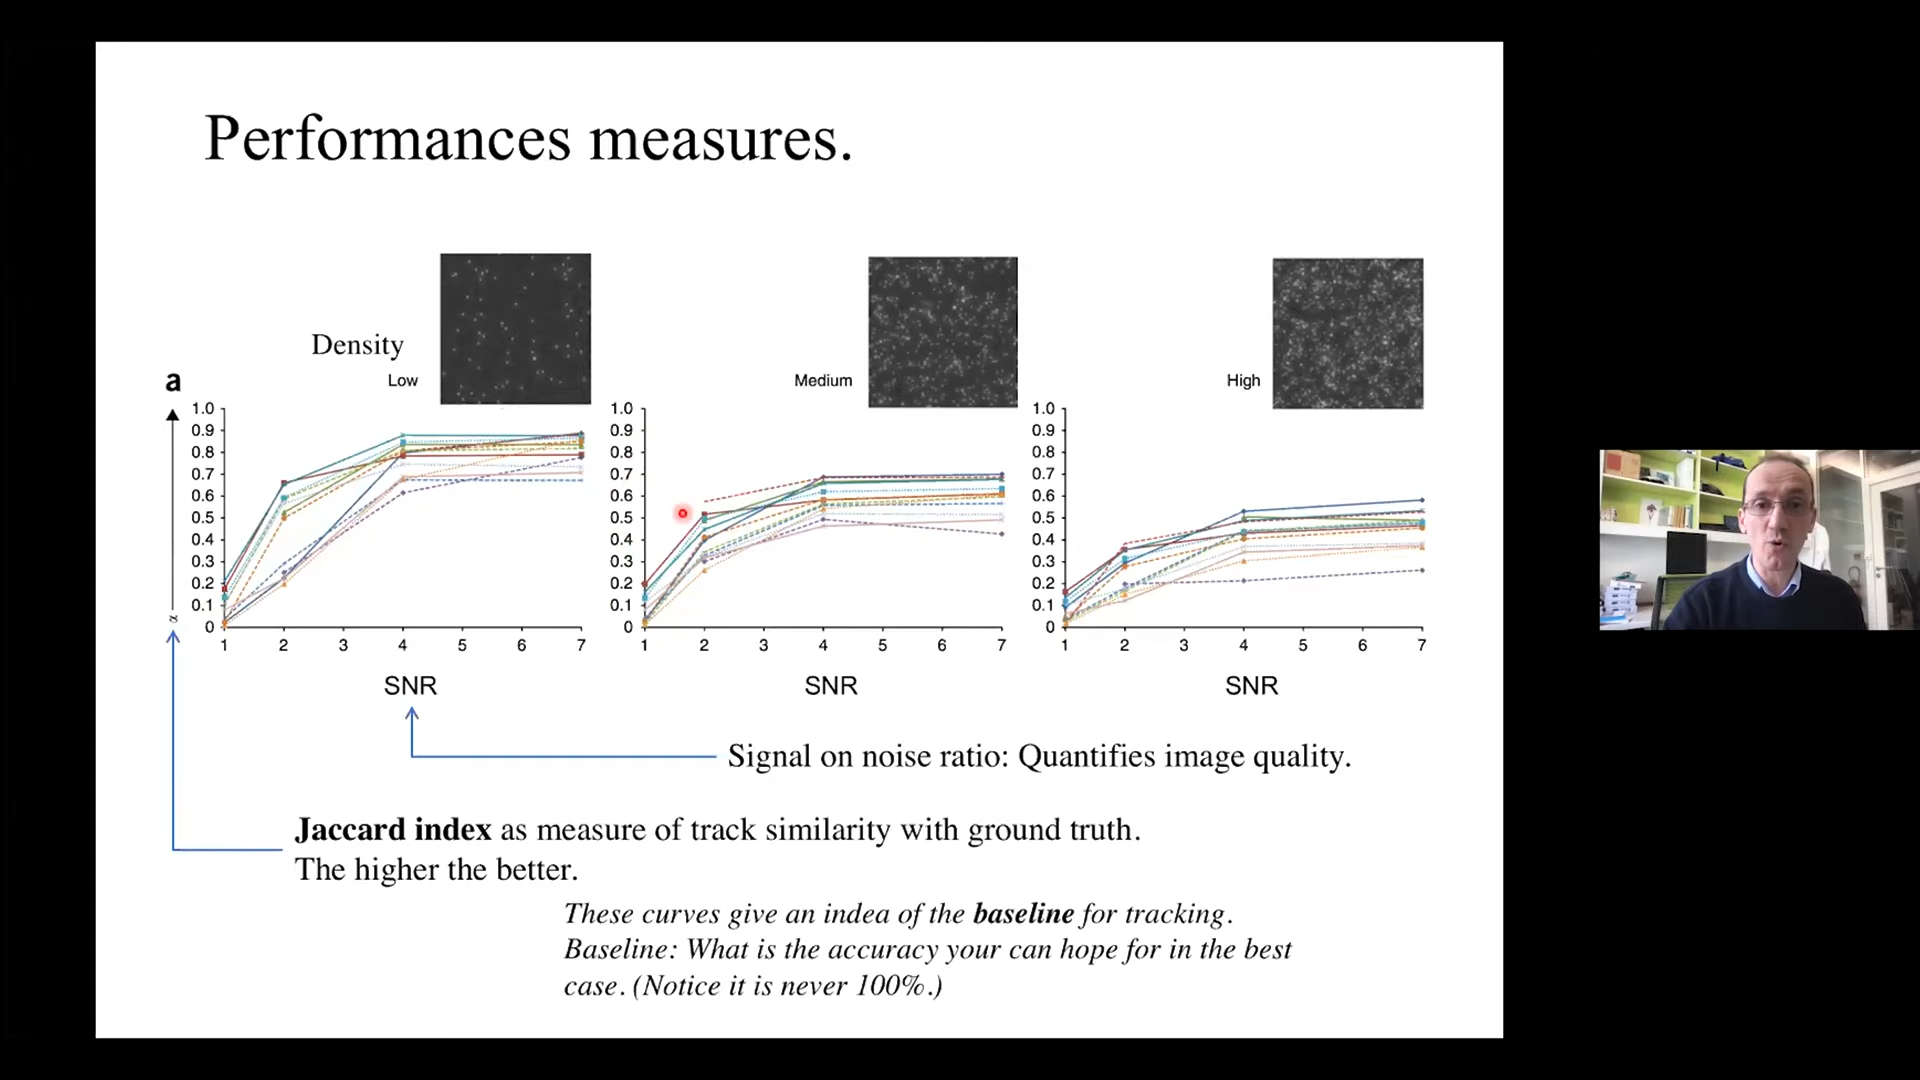 Performances measures.
Density
Low
Medium
High
a
1.0
0.9
0.8
0.7
0.6
0.5
0.4
0.3
0.2
0.1
0
α
1 2 3 4 5 6 7
SNR
1.0
0.9
0.8
0.7
0.6
0.5
0.4
0.3
0.2
0.1
0
1 2 3 4 5 6 7
SNR
1.0
0.9
0.8
0.7
0.6
0.5
0.4
0.3
0.2
0.1
0
1 2 3 4 5 6 7
SNR
Signal on noise ratio: Quantifies image quality.
Jaccard index as measure of track similarity with ground truth.
The higher the better.
These curves give an indea of the baseline for tracking.
Baseline: What is the accuracy your can hope for in the best
case. (Notice it is never 100%.)